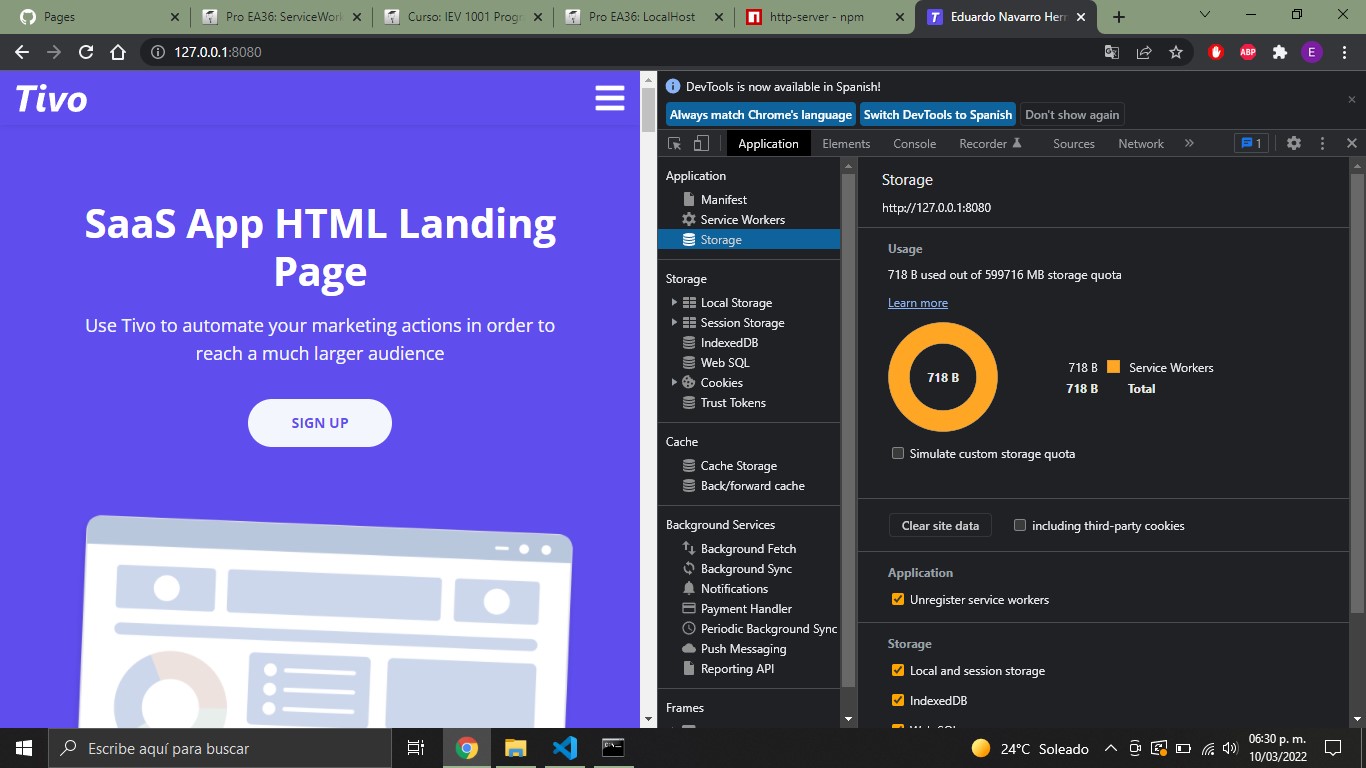 Pages
Pro EA36: ServiceWork
Curso: IEV 1001 Progr
Pro EA36: LocalHost
http-server - npm
Eduardo Navarro Herr
127.0.0.1:8080
ABP
E
Tivo
SaaS App HTML Landing
Page
Use Tivo to automate your marketing actions in order to
reach a much larger audience
SIGN UP
DevTools is now available in Spanish!
Always match Chrome's language
Switch DevTools to Spanish
Don't show again
Application
Elements
Console
Recorder
Sources
Network
1
Application
Manifest
Service Workers
Storage
Storage
Local Storage
Session Storage
IndexedDB
Web SQL
Cookies
Trust Tokens
Cache
Cache Storage
Back/forward cache
Background Services
Background Fetch
Background Sync
Notifications
Payment Handler
Periodic Background Sync
Push Messaging
Reporting API
Frames
Storage
http://127.0.0.1:8080
Usage
718 B used out of 599716 MB storage quota
Learn more
718 B
718 B Service Workers
718 B Total
Simulate custom storage quota
Clear site data
including third-party cookies
Application
Unregister service workers
Storage
Local and session storage
IndexedDB
Web SQL
Escribe aquí para buscar
24°C Soleado
06:30 p. m.
10/03/2022